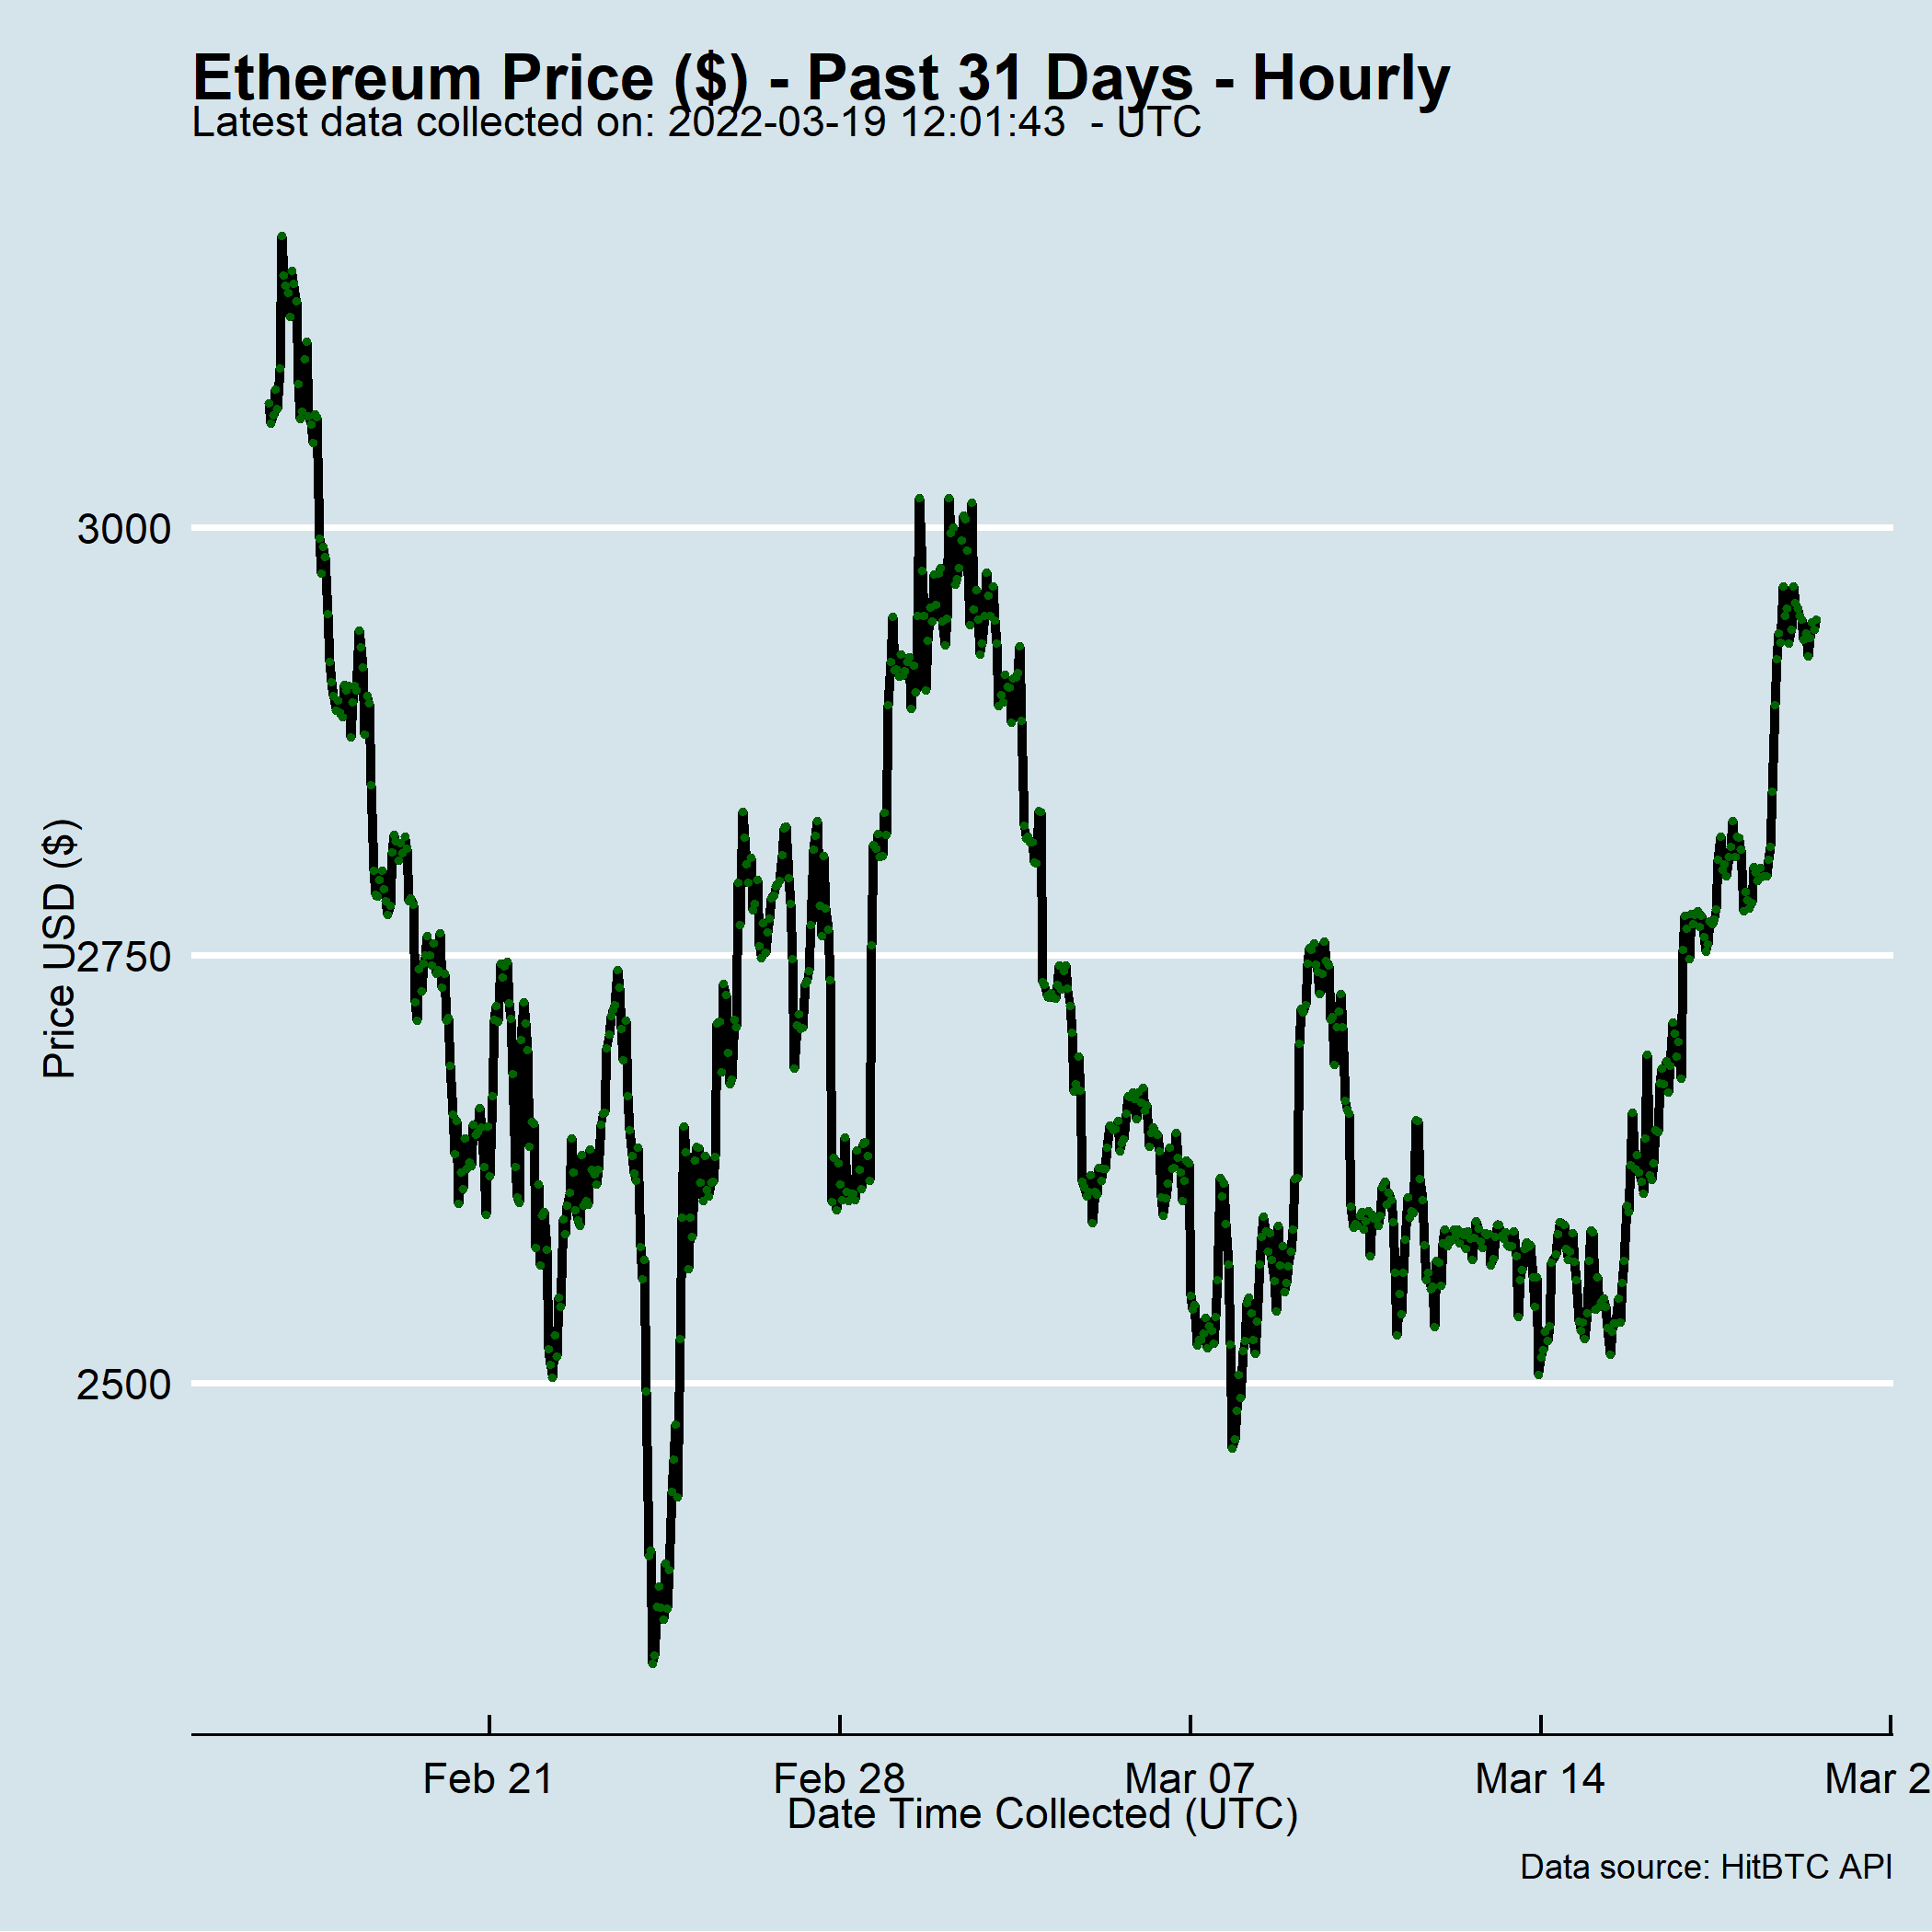 Ethereum Price ($) - Past 31 Days - Hourly
Latest data collected on: 2022-03-19 12:01:43  - UTC
3000
Price USD ($)
2750
2500
Feb 21
Feb 28
Mar 07
Mar 14
Mar 2
Date Time Collected (UTC)
Data source: HitBTC API